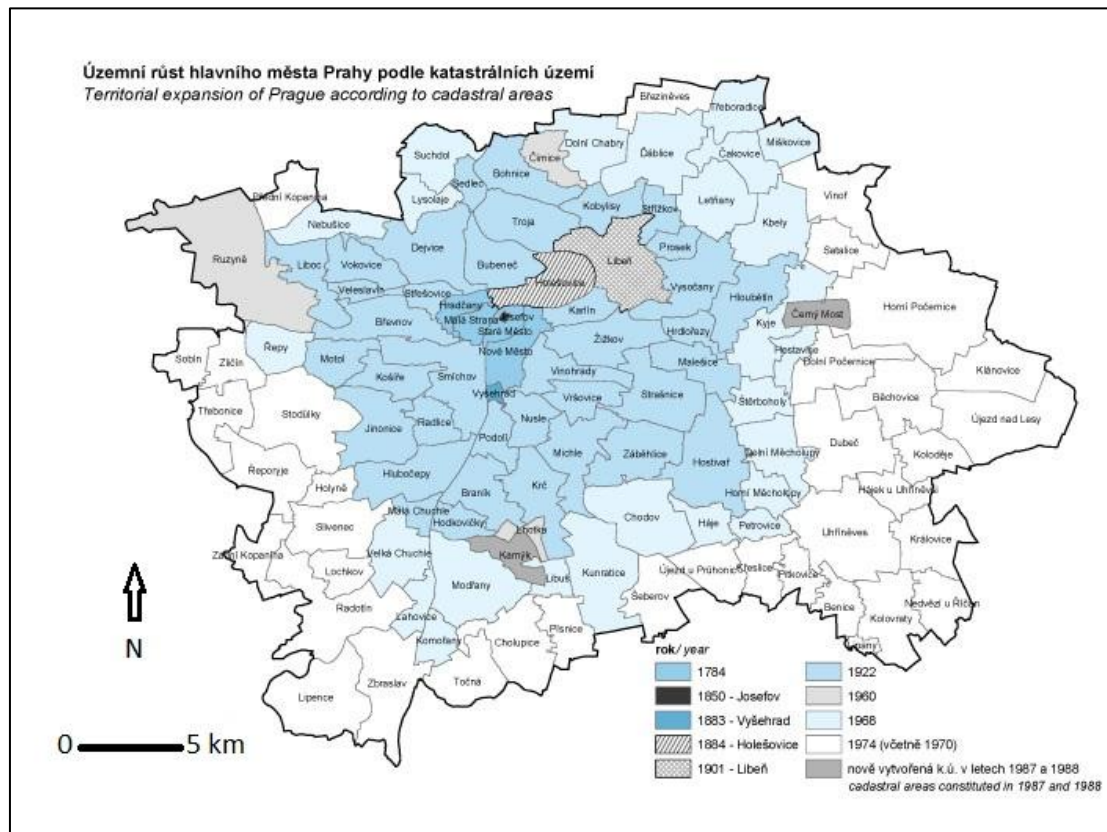 Územní růst hlavního města Prahy podle katastrálních území
Territorial expansion of Prague according to cadastral areas
Březiněves
Třeboradice
Suchdol
Čimice
Dolní Chabry
Ďáblice
Čakovice
Miškovice
Sedlec
Bohnice
Přední Kopanina
Lysolaje
Troja
Kobylisy
Střížkov
Letňany
Vinoř
Nebušice
Kbely
Dejvice
Ruzyně
Liboc
Vokovice
Bubeneč
Libeň
Prosek
Satalice
Veleslavín
Střešovice
Holešovice
Vysočany
Hloubětín
Horní Počernice
Hradčany
Malá Strana
Josefov
Staré Město
Karlín
Černý Most
Břevnov
Hrdlořezy
Kyje
Řepy
Žižkov
Hostavice
Sobín
Zličín
Motol
Nové Město
Malešice
Dolní Počernice
Košíře
Smíchov
Vinohrady
Klánovice
Vyšehrad
Vršovice
Strašnice
Štěrboholy
Běchovice
Třebonice
Stodůlky
Jinonice
Radlice
Nusle
Újezd nad Lesy
Podolí
Michle
Záběhlice
Hostivař
Dolní Měcholupy
Dubeč
Koloděje
Řeporyje
Hlubočepy
Holyně
Braník
Krč
Horní Měcholupy
Hájek u Uhříněvsi
Malá Chuchle
Hodkovičky
Chodov
Háje
Petrovice
Slivenec
Lhotka
Uhříněves
Královice
Zadní Kopanina
Velká Chuchle
Kamýk
Lochkov
Modřany
Libuš
Kunratice
Újezd u Průhonic
Křeslice
Pitkovice
Šeberov
Radotín
Lahovice
Benice
Kolovraty
Nedvězí u Říčan
Komořany
Cholupice
Písnice
Lipany
Lipence
Zbraslav
Točná
N
0 5 km
rok/ year
1784
1850 - Josefov
1883 - Vyšehrad
1884 - Holešovice
1901 - Libeň
1922
1960
1968
1974 (včetně 1970)
nově vytvořená k.ú. v letech 1987 a 1988
cadastral areas constituted in 1987 and 1988